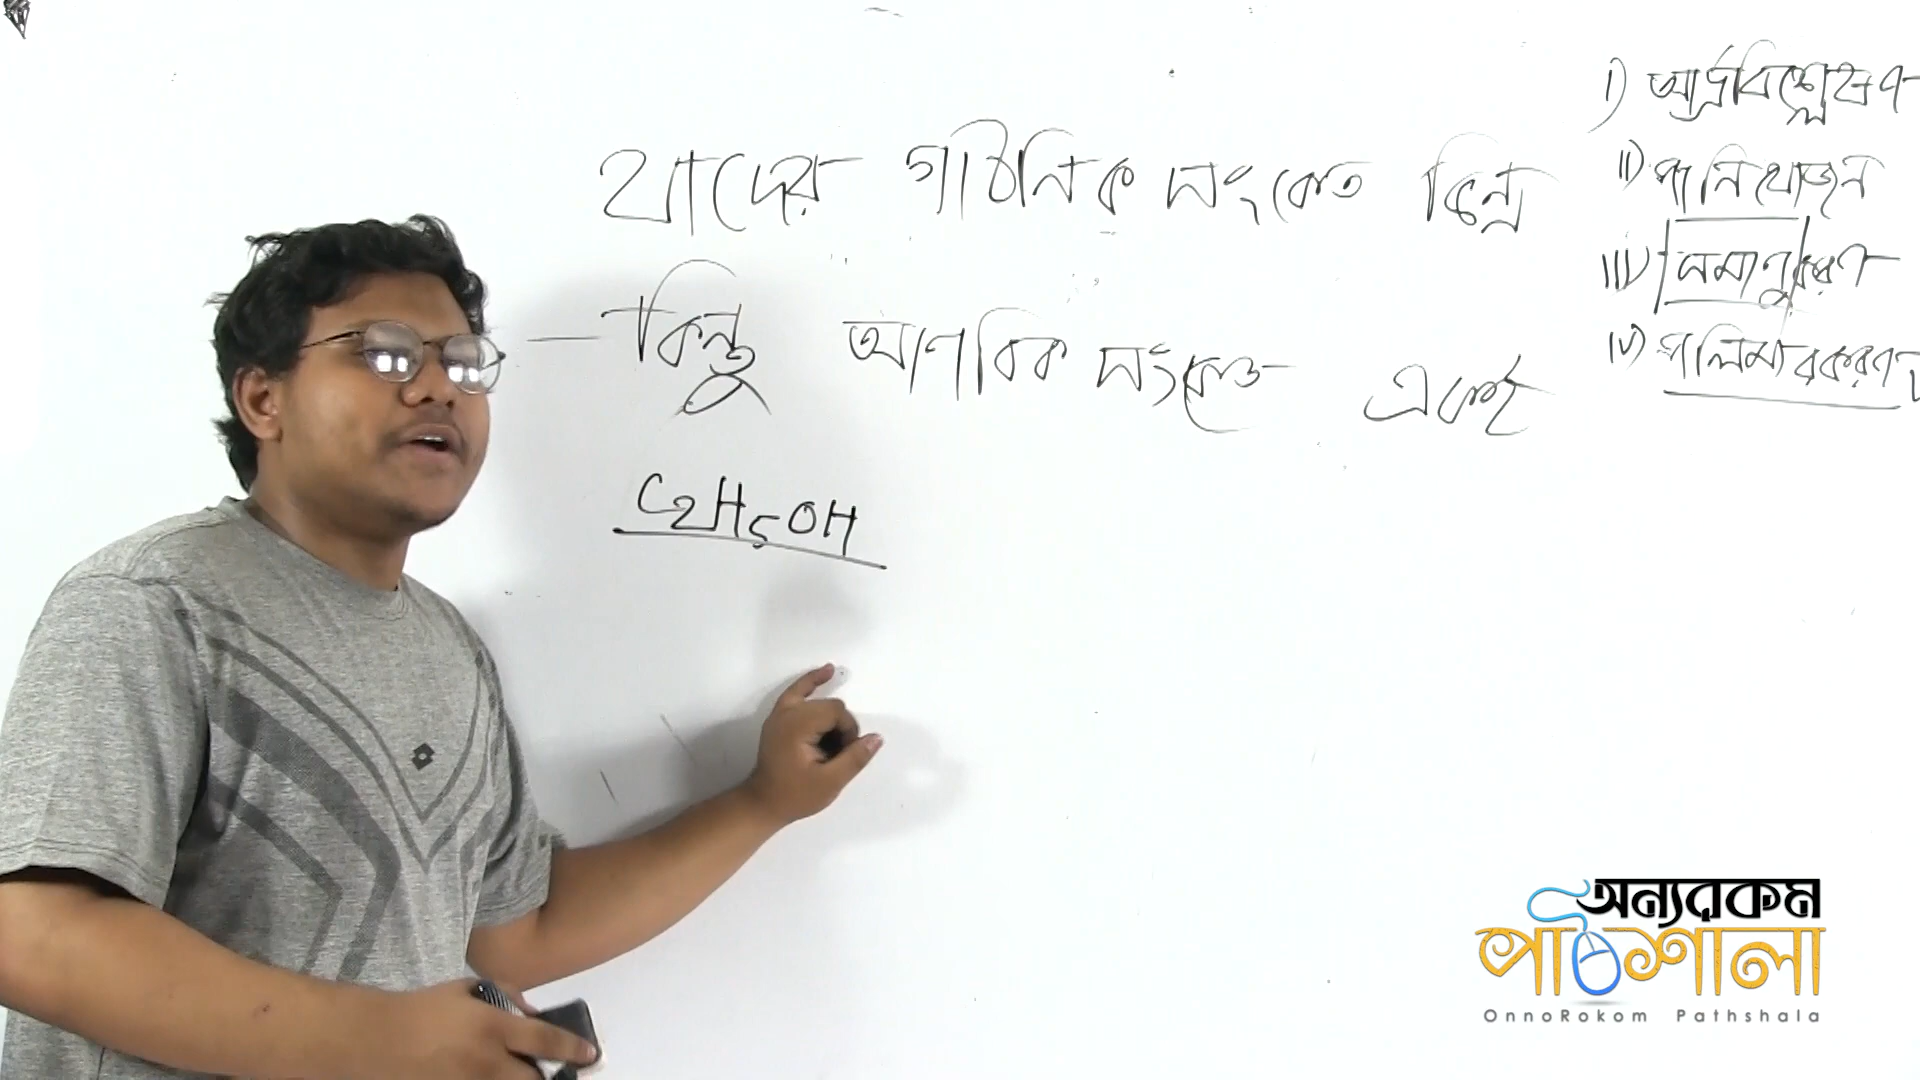 যাদের গাঠনিক সংকেত ভিন্ন
— কিন্তু আণবিক সংকেত একই
C₂H₅OH
i) আর্দ্রবিশ্লেষণ
ii) পানিযোজন
iii) সমাণুকরণ
iv) পলিমারকরণ
অন্যরকম
পাঠশালা
OnnoRokom Pathshala